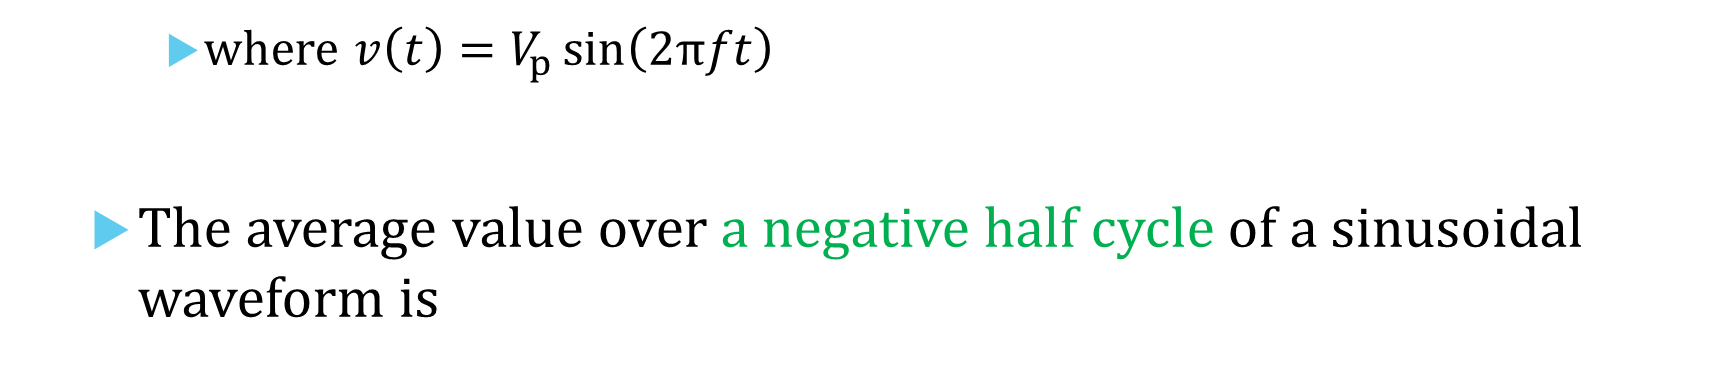 ▶ where 𝑣(𝑡) = 𝑉p sin(2π𝑓𝑡)
▶ The average value over a negative half cycle of a sinusoidal
waveform is